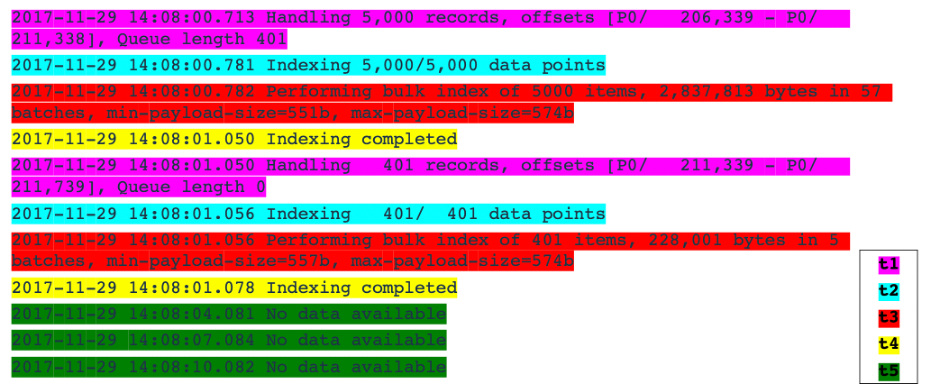 2017-11-29 14:08:00.713 Handling 5,000 records, offsets [P0/   206,339 - P0/
211,338], Queue length 401
2017-11-29 14:08:00.781 Indexing 5,000/5,000 data points
2017-11-29 14:08:00.782 Performing bulk index of 5000 items, 2,837,813 bytes in 57
batches, min-payload-size=551b, max-payload-size=574b
2017-11-29 14:08:01.050 Indexing completed
2017-11-29 14:08:01.050 Handling   401 records, offsets [P0/   211,339 - P0/
211,739], Queue length 0
2017-11-29 14:08:01.056 Indexing   401/  401 data points
2017-11-29 14:08:01.056 Performing bulk index of 401 items, 228,001 bytes in 5
batches, min-payload-size=557b, max-payload-size=574b
2017-11-29 14:08:01.078 Indexing completed
2017-11-29 14:08:04.081 No data available
2017-11-29 14:08:07.084 No data available
2017-11-29 14:08:10.082 No data available
t1
t2
t3
t4
t5